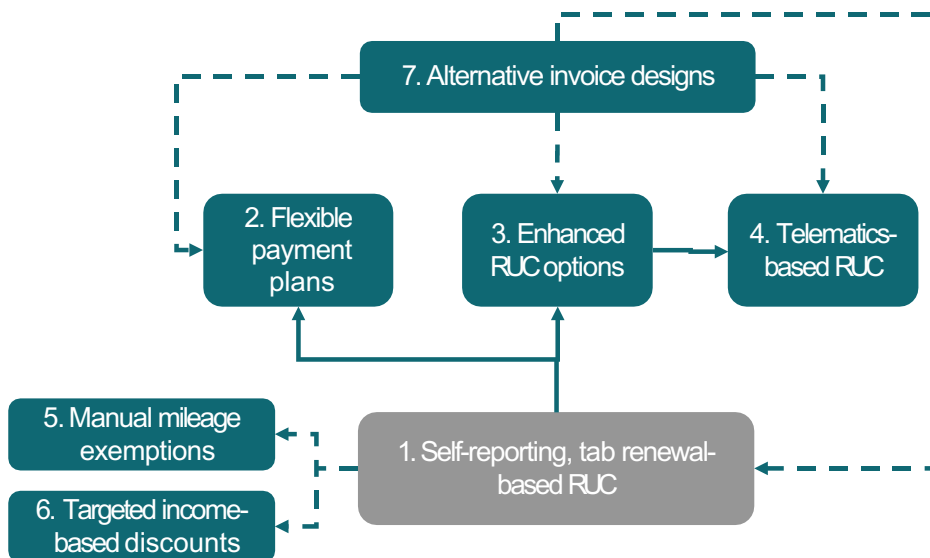 7. Alternative invoice designs
2. Flexible
payment
plans
3. Enhanced
RUC options
4. Telematics-
based RUC
5. Manual mileage
exemptions
1. Self-reporting, tab renewal-
based RUC
6. Targeted income-
based discounts